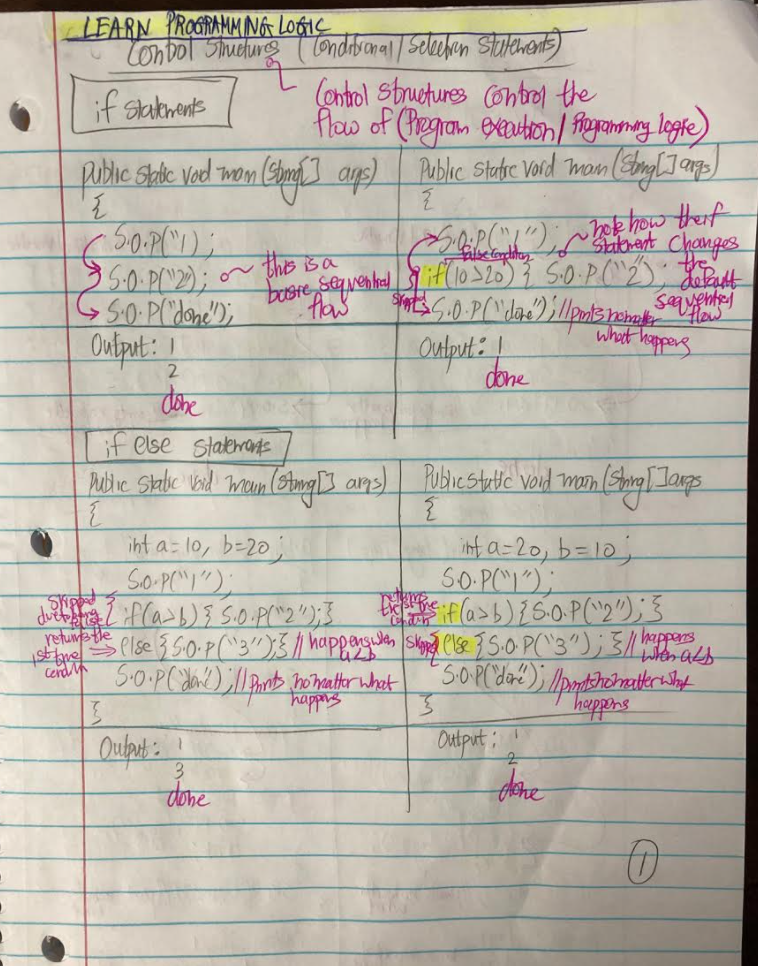 LEARN PROGRAMMING LOGIC
Control Structures (Conditional/Selection Statements)
if statements
Control structures control the
flow of (Program execution/Programming logic)
Public static void main (String[] args)
{
S.O.P("1);
S.O.P("2");
this is a
basic sequential
flow
S.O.P("done");
Output: 1
2
done
Public static void main (String[] args)
{
S.O.P("1");
note how the if
statement changes
the
default
sequential
flow
false condition
skipped
if(10>20) { S.O.P("2");
S.O.P("done"); //prints no matter
what happens
Output: 1
done
if else statements
Public static void main (String[] args)
{
int a=10, b=20;
S.O.P("1");
skipped
{ if(a>b) { S.O.P("2");}
returns the
1st true
⇒ else {S.O.P("3");} // happens when
a<b
S.O.P("done"); //prints no matter what
happens
}
Output: 1
3
done
Public static void main (String[] args
{
int a=20, b=10;
S.O.P("1");
returns
⇒ if(a>b) {S.O.P("2");}
skipped
{ else {S.O.P("3"); } // happens
when a<b
S.O.P("done"); //prints no matter what
happens
}
Output: 1
2
done
1